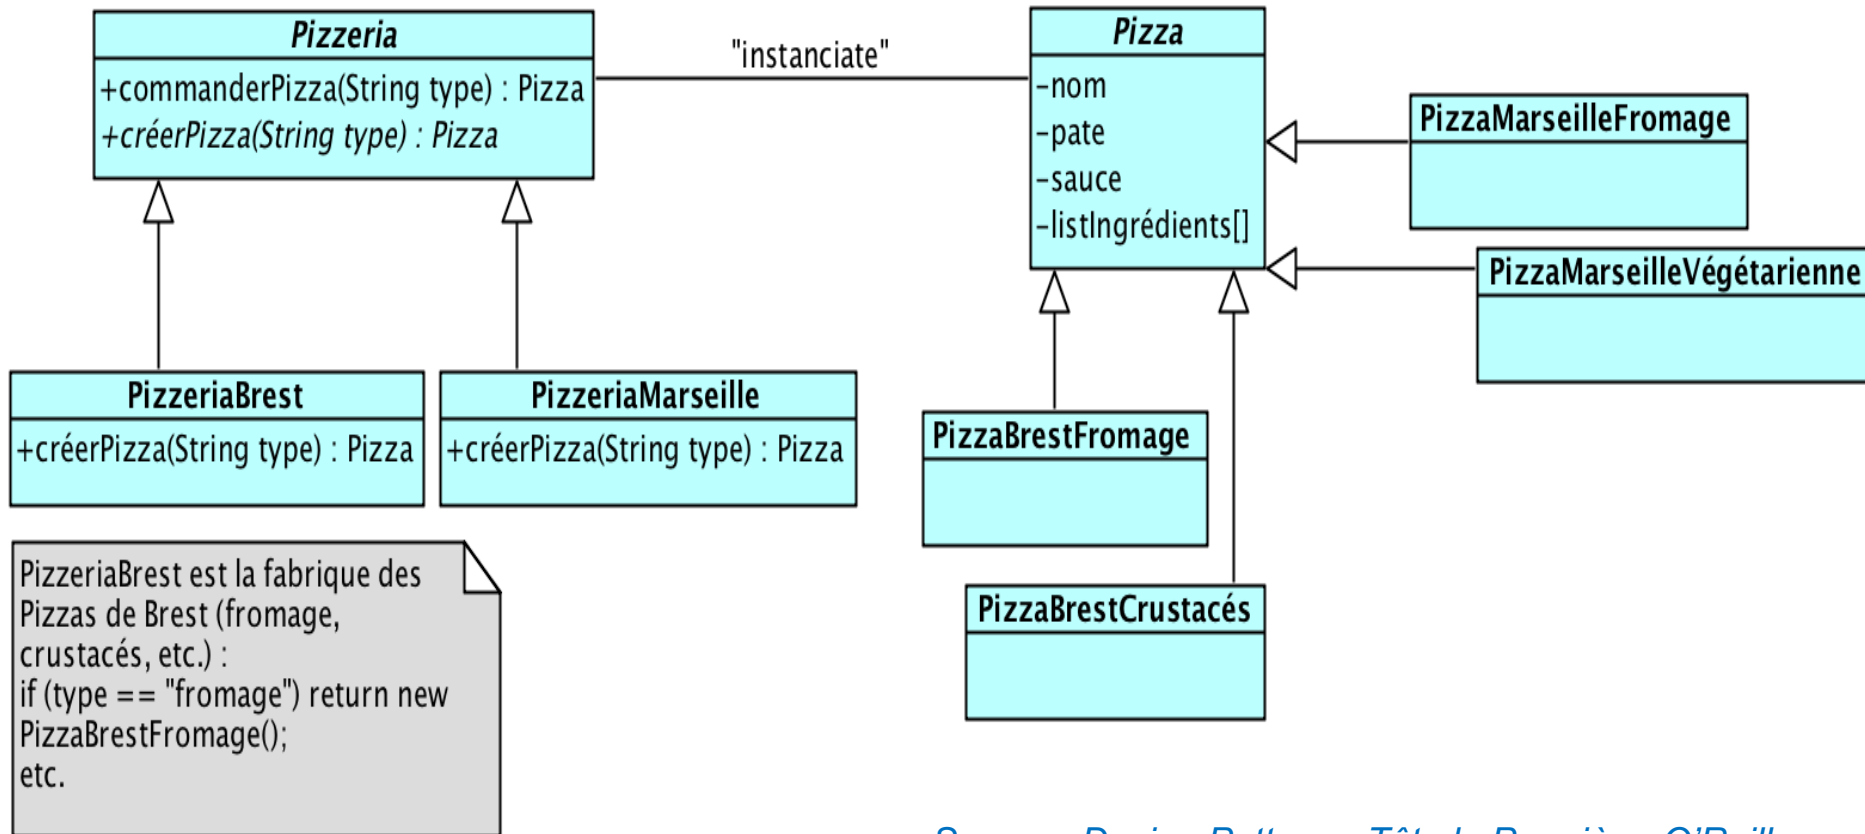 Pizzeria
+commanderPizza(String type) : Pizza
+créerPizza(String type) : Pizza
"instanciate"
Pizza
–nom
–pate
–sauce
–listIngrédients[]
PizzaMarseilleFromage
PizzaMarseilleVégétarienne
PizzeriaBrest
+créerPizza(String type) : Pizza
PizzeriaMarseille
+créerPizza(String type) : Pizza
PizzaBrestFromage
PizzaBrestCrustacés
PizzeriaBrest est la fabrique des
Pizzas de Brest (fromage,
crustacés, etc.) :
if (type == "fromage") return new
PizzaBrestFromage();
etc.